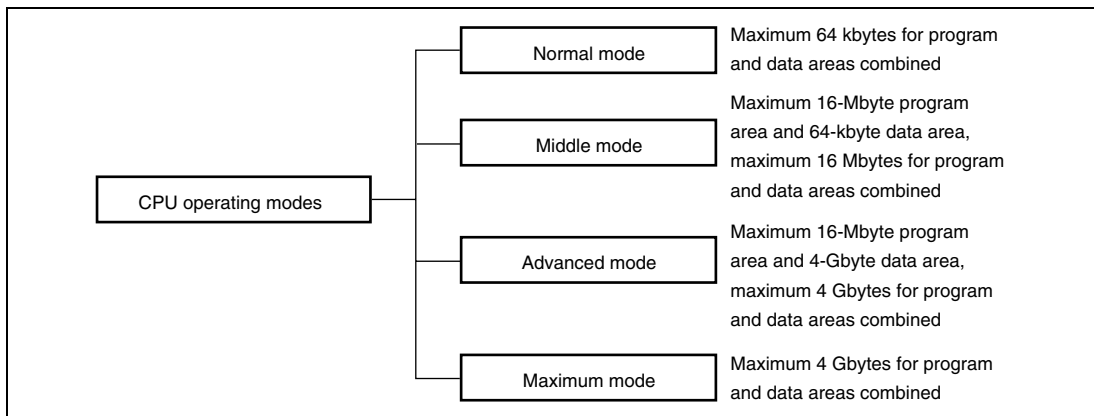 CPU operating modes
Normal mode
Maximum 64 kbytes for program
and data areas combined
Middle mode
Maximum 16-Mbyte program
area and 64-kbyte data area,
maximum 16 Mbytes for program
and data areas combined
Advanced mode
Maximum 16-Mbyte program
area and 4-Gbyte data area,
maximum 4 Gbytes for program
and data areas combined
Maximum mode
Maximum 4 Gbytes for program
and data areas combined